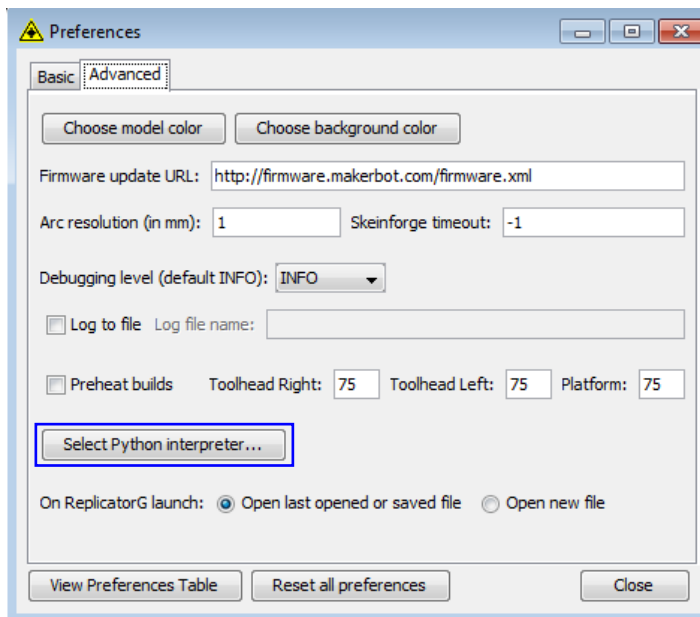 Preferences
Basic Advanced
Choose model color Choose background color
Firmware update URL: http://firmware.makerbot.com/firmware.xml
Arc resolution (in mm): 1 Skeinforge timeout: -1
Debugging level (default INFO): INFO
Log to file Log file name:
Preheat builds Toolhead Right: 75 Toolhead Left: 75 Platform: 75
Select Python interpreter...
On ReplicatorG launch: Open last opened or saved file Open new file
View Preferences Table Reset all preferences Close